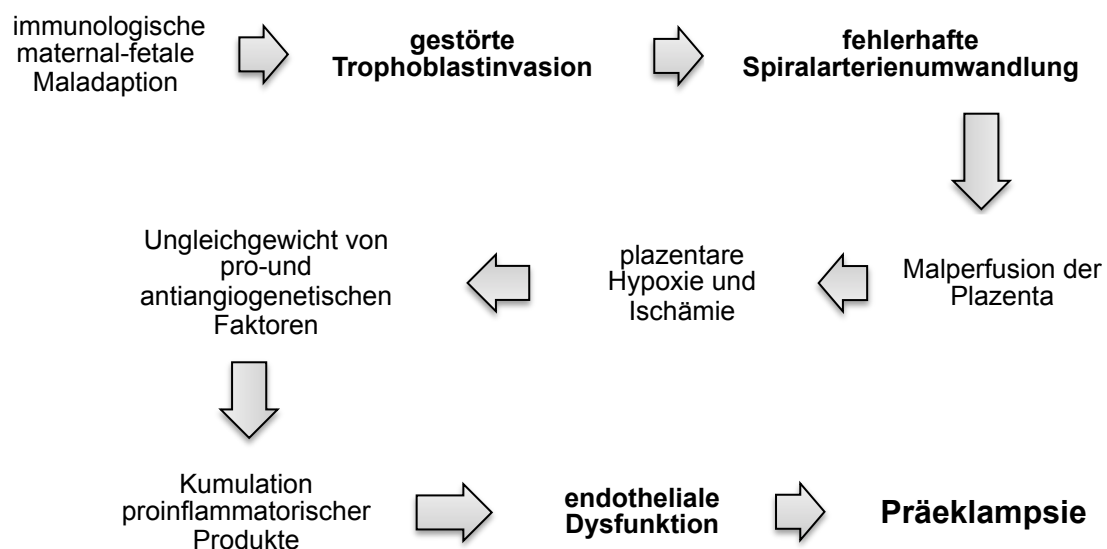 immunologische
maternal-fetale
Maladaption
gestörte
Trophoblastinvasion
fehlerhafte
Spiralarterienumwandlung
Malperfusion der
Plazenta
plazentare
Hypoxie und
Ischämie
Ungleichgewicht von
pro-und
antiangiogenetischen
Faktoren
Kumulation
proinflammatorischer
Produkte
endotheliale
Dysfunktion
Präeklampsie